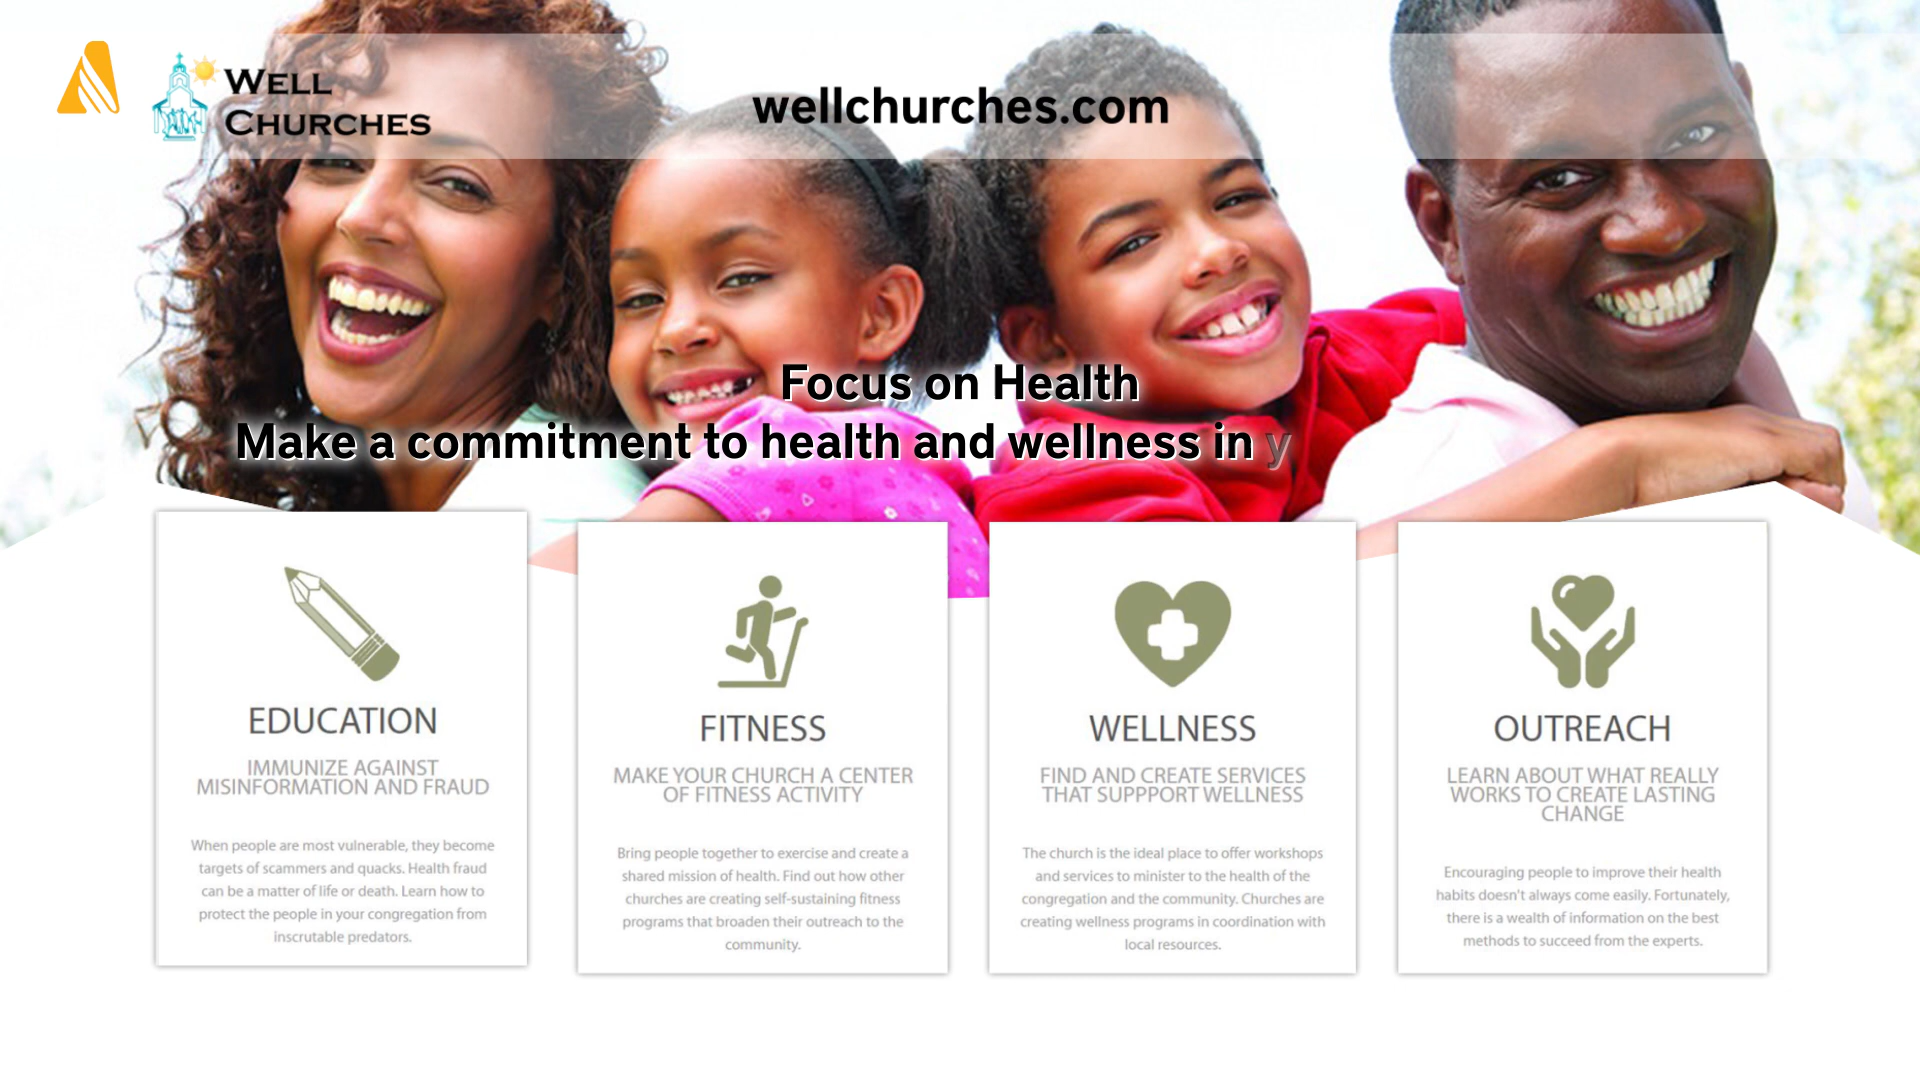 WELL
CHURCHES
wellchurches.com
Focus on Health
Make a commitment to health and wellness in y
EDUCATION
IMMUNIZE AGAINST
MISINFORMATION AND FRAUD
When people are most vulnerable, they become
targets of scammers and quacks. Health fraud
can be a matter of life or death. Learn how to
protect the people in your congregation from
inscrutable predators.
FITNESS
MAKE YOUR CHURCH A CENTER
OF FITNESS ACTIVITY
Bring people together to exercise and create a
shared mission of health. Find out how other
churches are creating self-sustaining fitness
programs that broaden their outreach to the
community.
WELLNESS
FIND AND CREATE SERVICES
THAT SUPPPORT WELLNESS
The church is the ideal place to offer workshops
and services to minister to the health of the
congregation and the community. Churches are
creating wellness programs in coordination with
local resources.
OUTREACH
LEARN ABOUT WHAT REALLY
WORKS TO CREATE LASTING
CHANGE
Encouraging people to improve their health
habits doesn't always come easily. Fortunately,
there is a wealth of information on the best
methods to succeed from the experts.